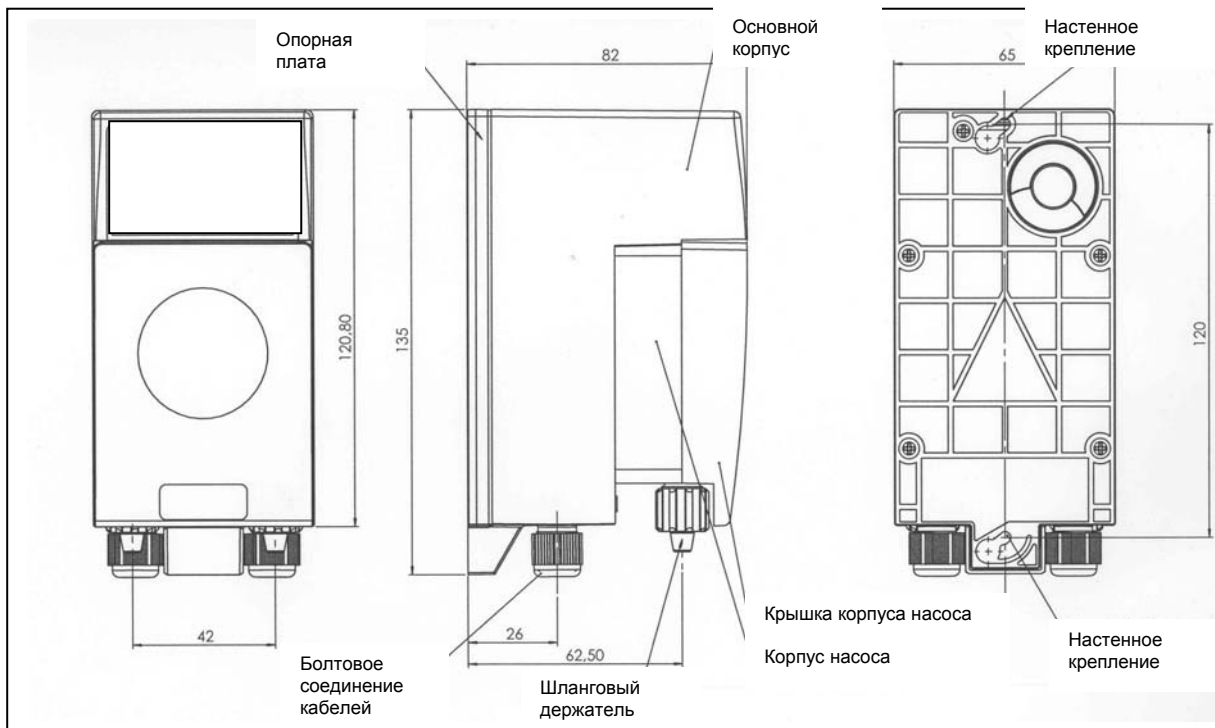 Опорная
плата
82
Основной
корпус
Настенное
крепление
65
120,80
135
120
42
26
62,50
Болтовое
соединение
кабелей
Шланговый
держатель
Крышка корпуса насоса
Корпус насоса
Настенное
крепление